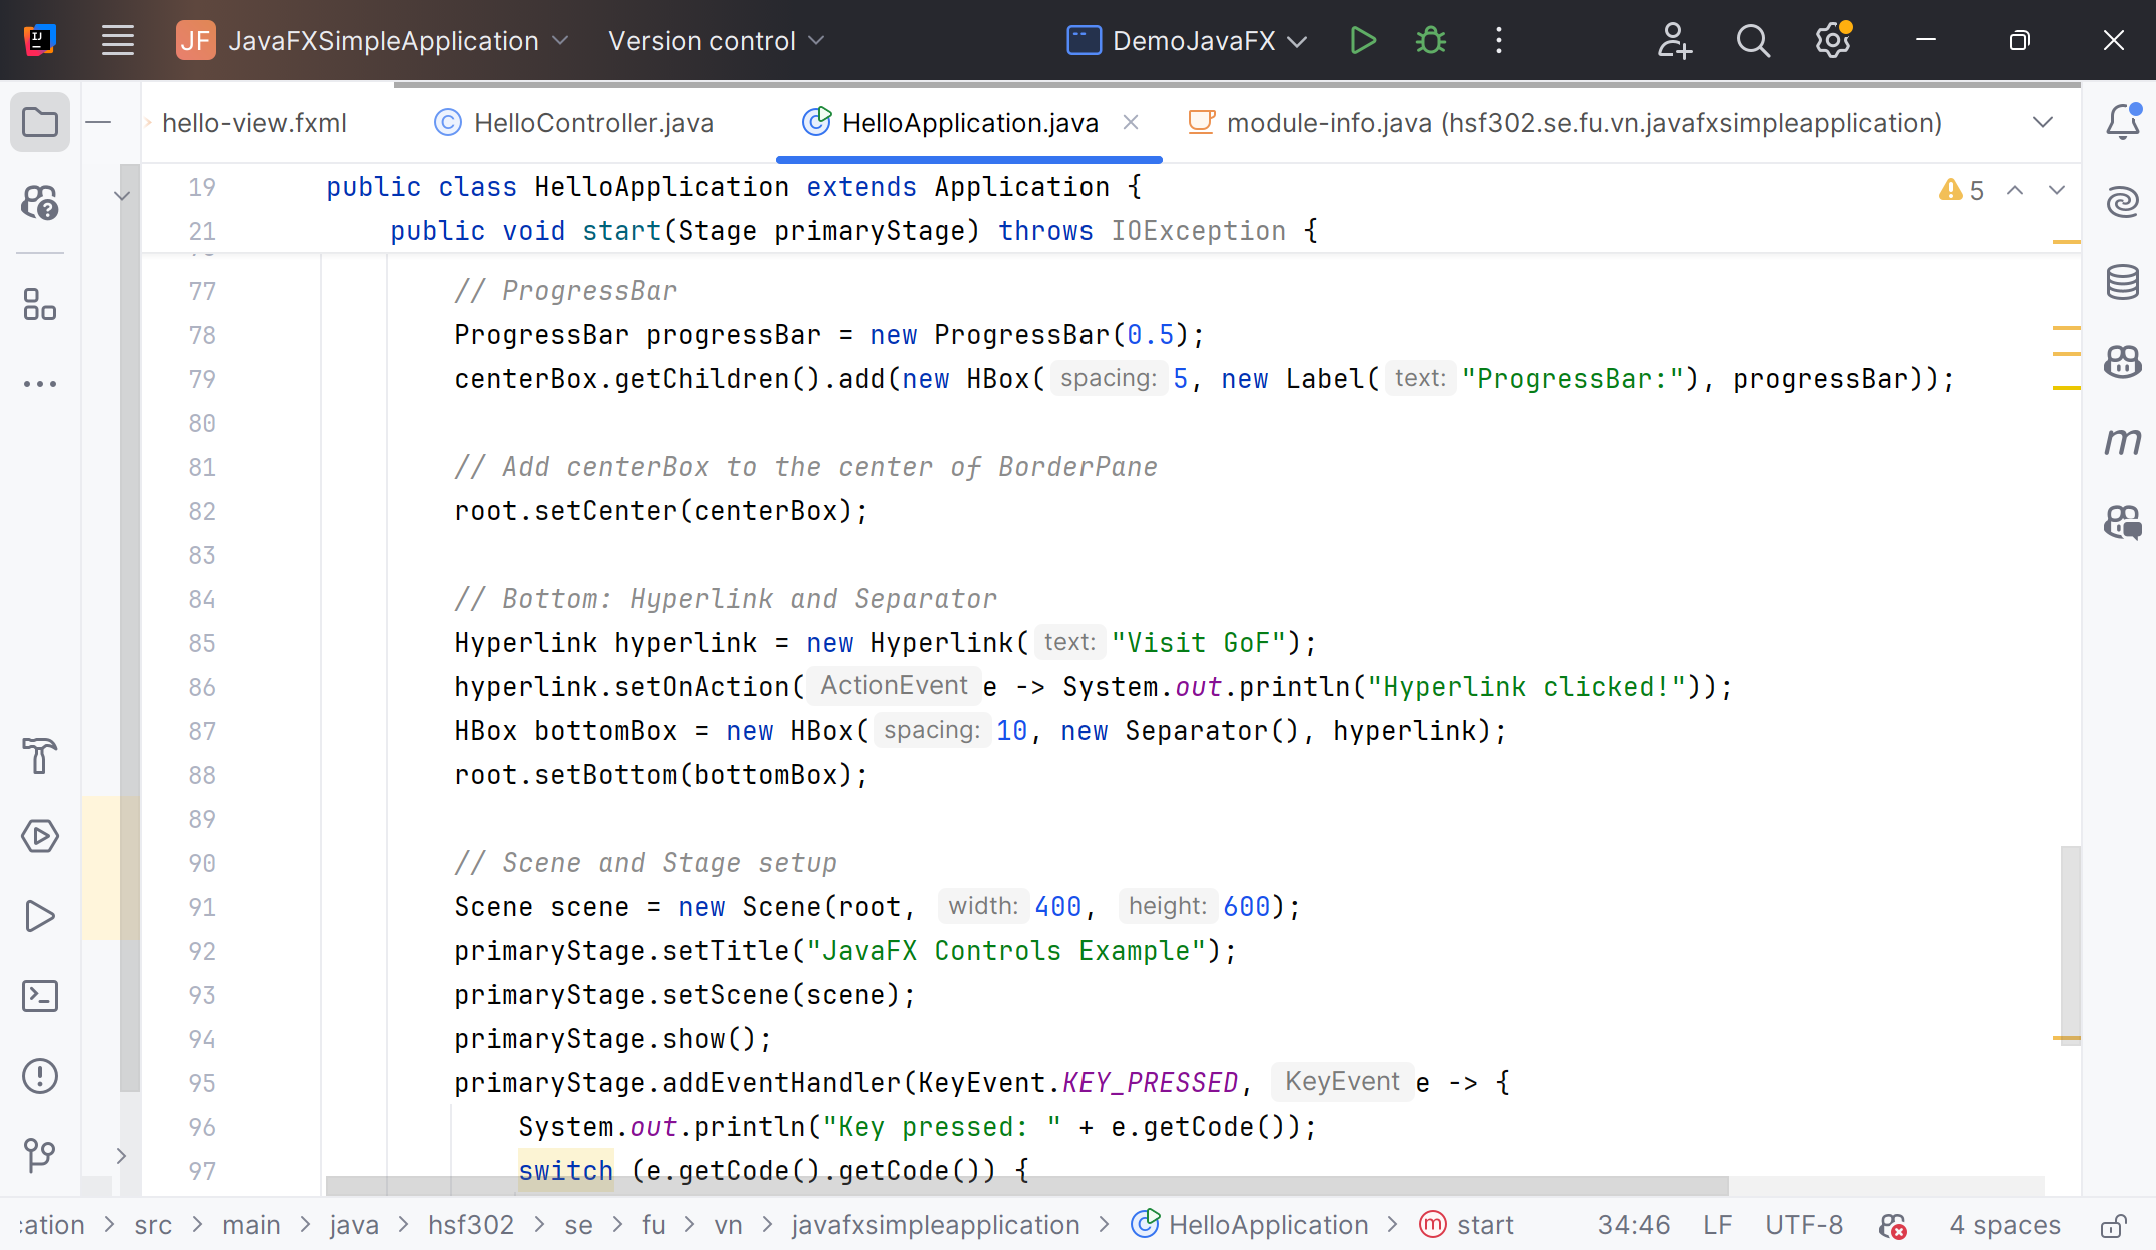 JF JavaFXSimpleApplication Version control DemoJavaFX
hello-view.fxml HelloController.java HelloApplication.java module-info.java (hsf302.se.fu.vn.javafxsimpleapplication)
19 public class HelloApplication extends Application { 5
21 public void start(Stage primaryStage) throws IOException {
77 // ProgressBar
78 ProgressBar progressBar = new ProgressBar(0.5);
79 centerBox.getChildren().add(new HBox( spacing: 5, new Label( text: "ProgressBar:"), progressBar));
80
81 // Add centerBox to the center of BorderPane
82 root.setCenter(centerBox);
83
84 // Bottom: Hyperlink and Separator
85 Hyperlink hyperlink = new Hyperlink( text: "Visit GoF");
86 hyperlink.setOnAction( ActionEvent e -> System.out.println("Hyperlink clicked!"));
87 HBox bottomBox = new HBox( spacing: 10, new Separator(), hyperlink);
88 root.setBottom(bottomBox);
89
90 // Scene and Stage setup
91 Scene scene = new Scene(root, width: 400, height: 600);
92 primaryStage.setTitle("JavaFX Controls Example");
93 primaryStage.setScene(scene);
94 primaryStage.show();
95 primaryStage.addEventHandler(KeyEvent.KEY_PRESSED, KeyEvent e -> {
96 System.out.println("Key pressed: " + e.getCode());
97 switch (e.getCode().getCode()) {
cation > src > main > java > hsf302 > se > fu > vn > javafxsimpleapplication > HelloApplication > start 34:46 LF UTF-8 4 spaces